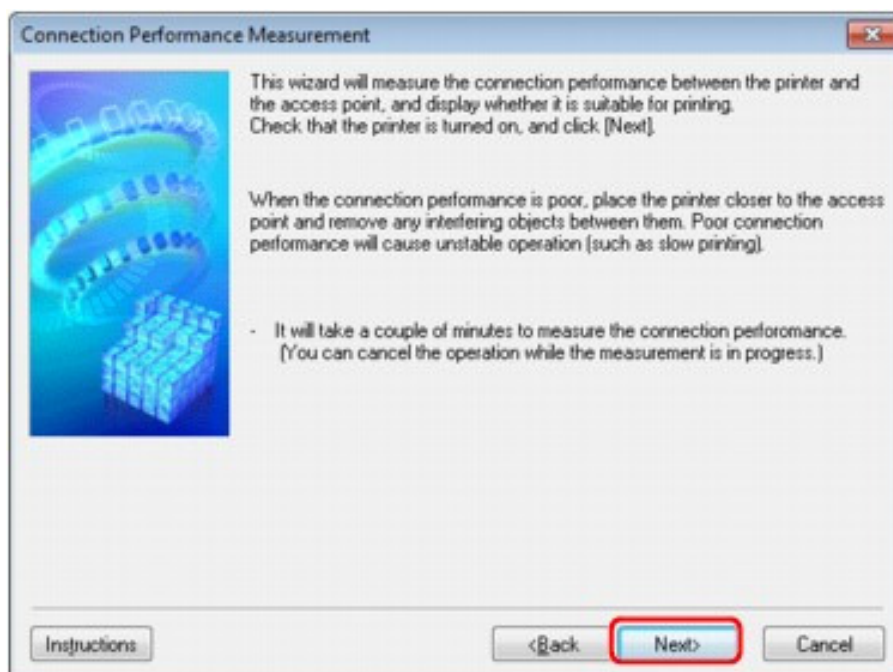 Connection Performance Measurement
This wizard will measure the connection performance between the printer and
the access point, and display whether it is suitable for printing.
Check that the printer is turned on, and click [Next].
When the connection performance is poor, place the printer closer to the access
point and remove any interfering objects between them. Poor connection
performance will cause unstable operation (such as slow printing).
- It will take a couple of minutes to measure the connection perforomance.
(You can cancel the operation while the measurement is in progress.)
Instructions <Back Next> Cancel